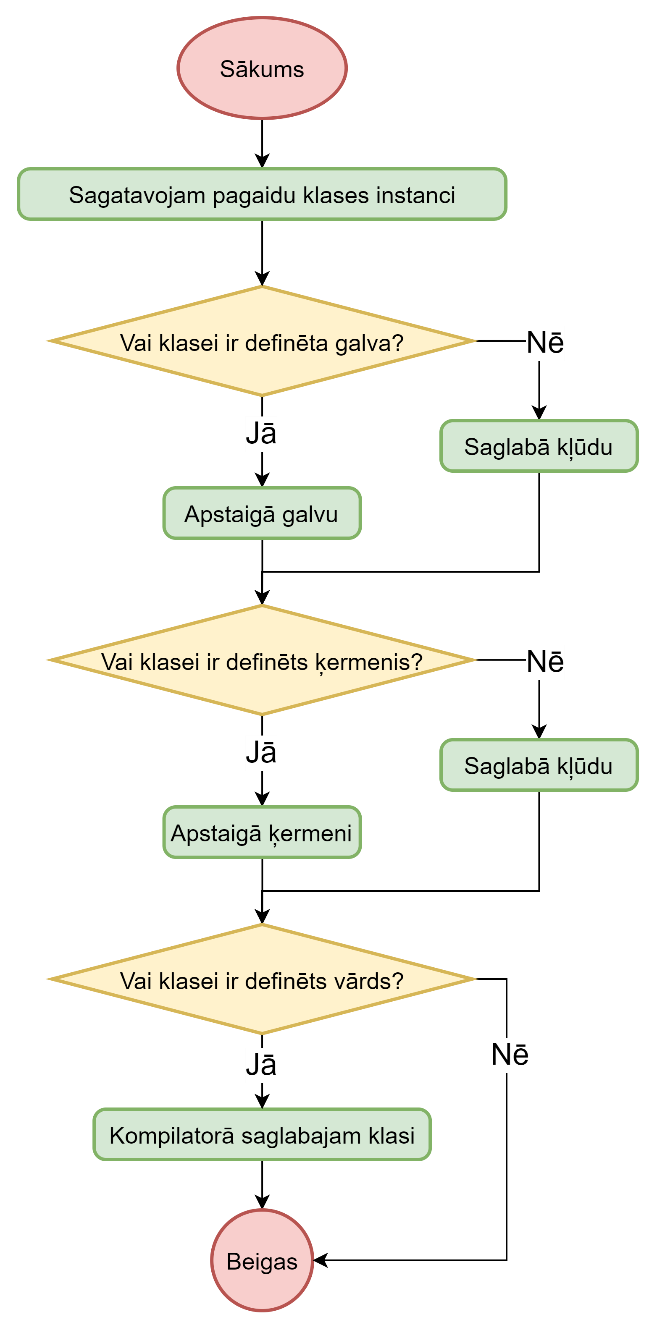 Sākums
Sagatavojam pagaidu klases instanci
Vai klasei ir definēta galva?
Nē
Jā
Saglabā kļūdu
Apstaigā galvu
Vai klasei ir definēts ķermenis?
Nē
Jā
Saglabā kļūdu
Apstaigā ķermeni
Vai klasei ir definēts vārds?
Nē
Jā
Kompilatorā saglabajam klasi
Beigas